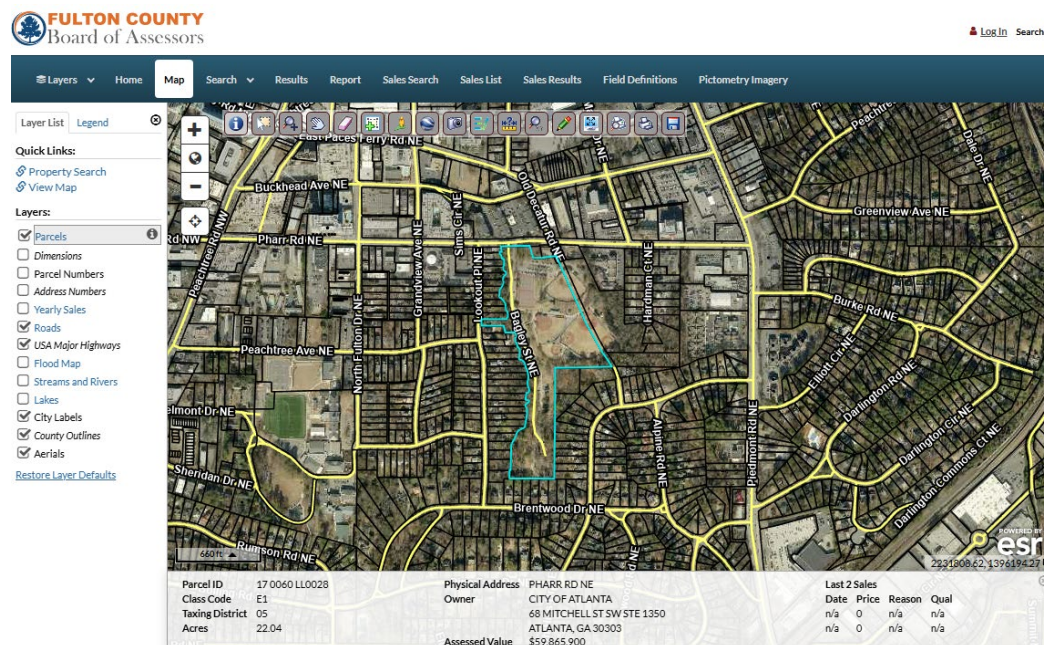 FULTON COUNTY
Board of Assessors
Log In Search
Layers Home Map Search Results Report Sales Search Sales List Sales Results Field Definitions Pictometry Imagery
Layer List Legend
Quick Links:
Property Search
View Map
Layers:
Parcels
Dimensions
Parcel Numbers
Address Numbers
Yearly Sales
Roads
USA Major Highways
Flood Map
Streams and Rivers
Lakes
City Labels
County Outlines
Aerials
Restore Layer Defaults
East Paces Ferry Rd NE
Buckhead Ave NE
Peachtree Rd NW
Rd NW
Pharr Rd NE
Grandview Ave NE
Sims Cir NE
Old Decatur Rd NE
Dr NE
Peachtree
Dale Dr NE
Greenview Ave NE
Lookout Pl NE
Bagley St NE
Hardman Ct NE
Burke Rd NE
North Fulton Dr NE
Peachtree Ave NE
Elliott Cir NE
Darlington Rd NE
elmont Dr NE
Alpine Rd NE
Piedmont Rd NE
Darlington Cir NE
Darlington Commons Ct NE
Sheridan Dr NE
Brentwood Dr NE
Rumson Rd NE
660 ft
POWERED BY
esri
2231808.62, 1396194.27
Parcel ID 17 0060 LL0028
Class Code E1
Taxing District 05
Acres 22.04
Physical Address PHARR RD NE
Owner CITY OF ATLANTA
68 MITCHELL ST SW STE 1350
ATLANTA, GA 30303
Assessed Value $59,865,900
Last 2 Sales
Date Price Reason Qual
n/a 0 n/a n/a
n/a 0 n/a n/a